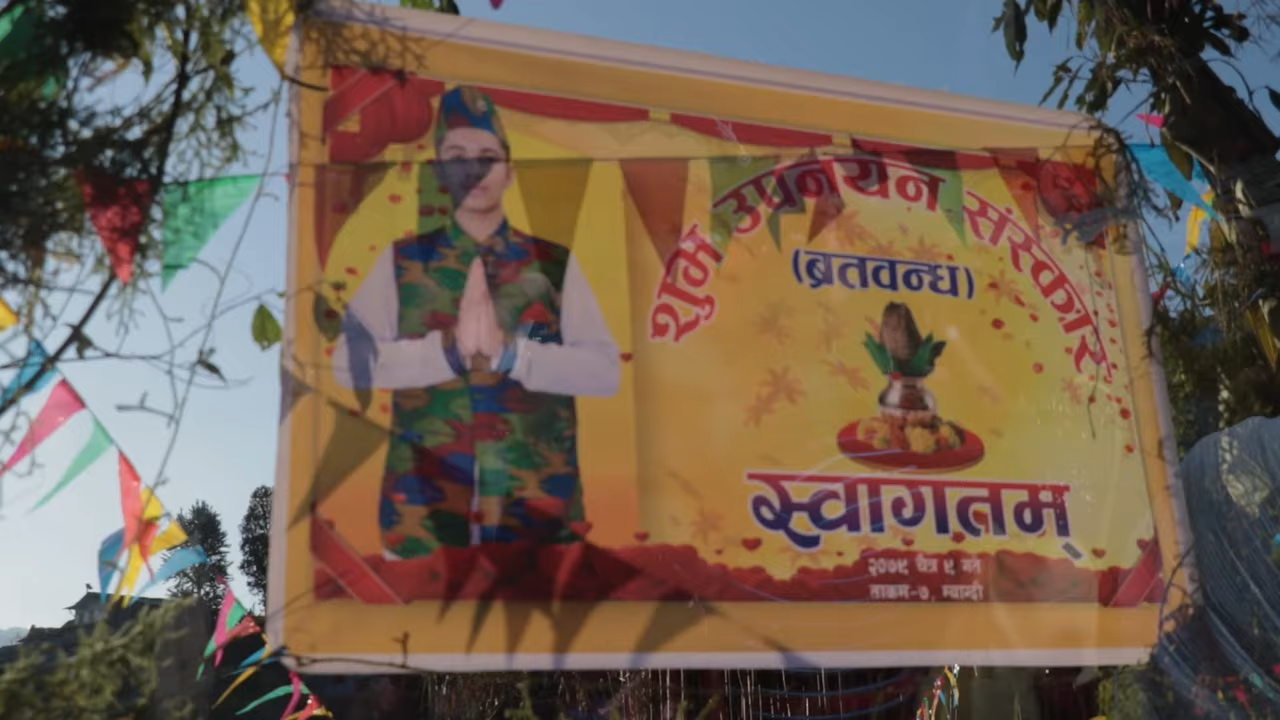 शुभ उपनयन संस्कार
(ब्रतवन्ध)
स्वागतम्
२०७९ चैत्र ९ गते
ताकम-७, म्याग्दी